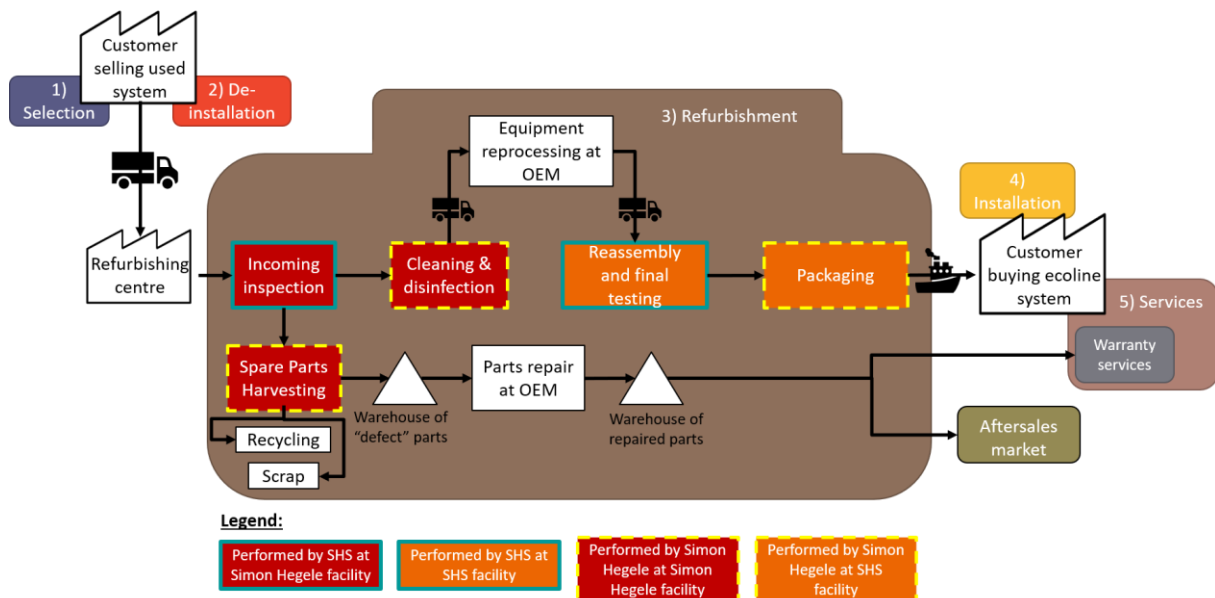 Customer
selling used
system
1)
Selection
2) De-
installation
3) Refurbishment
Equipment
reprocessing at
OEM
4)
Installation
Refurbishing
centre
Incoming
inspection
Cleaning &
disinfection
Reassembly
and final
testing
Packaging
Customer
buying ecoline
system
5) Services
Warranty
services
Spare Parts
Harvesting
Warehouse of
“defect” parts
Parts repair
at OEM
Warehouse of
repaired parts
Aftersales
market
Recycling
Scrap
Legend:
Performed by SHS at
Simon Hegele facility
Performed by SHS at
SHS facility
Performed by Simon
Hegele at Simon
Hegele facility
Performed by Simon
Hegele at SHS
facility